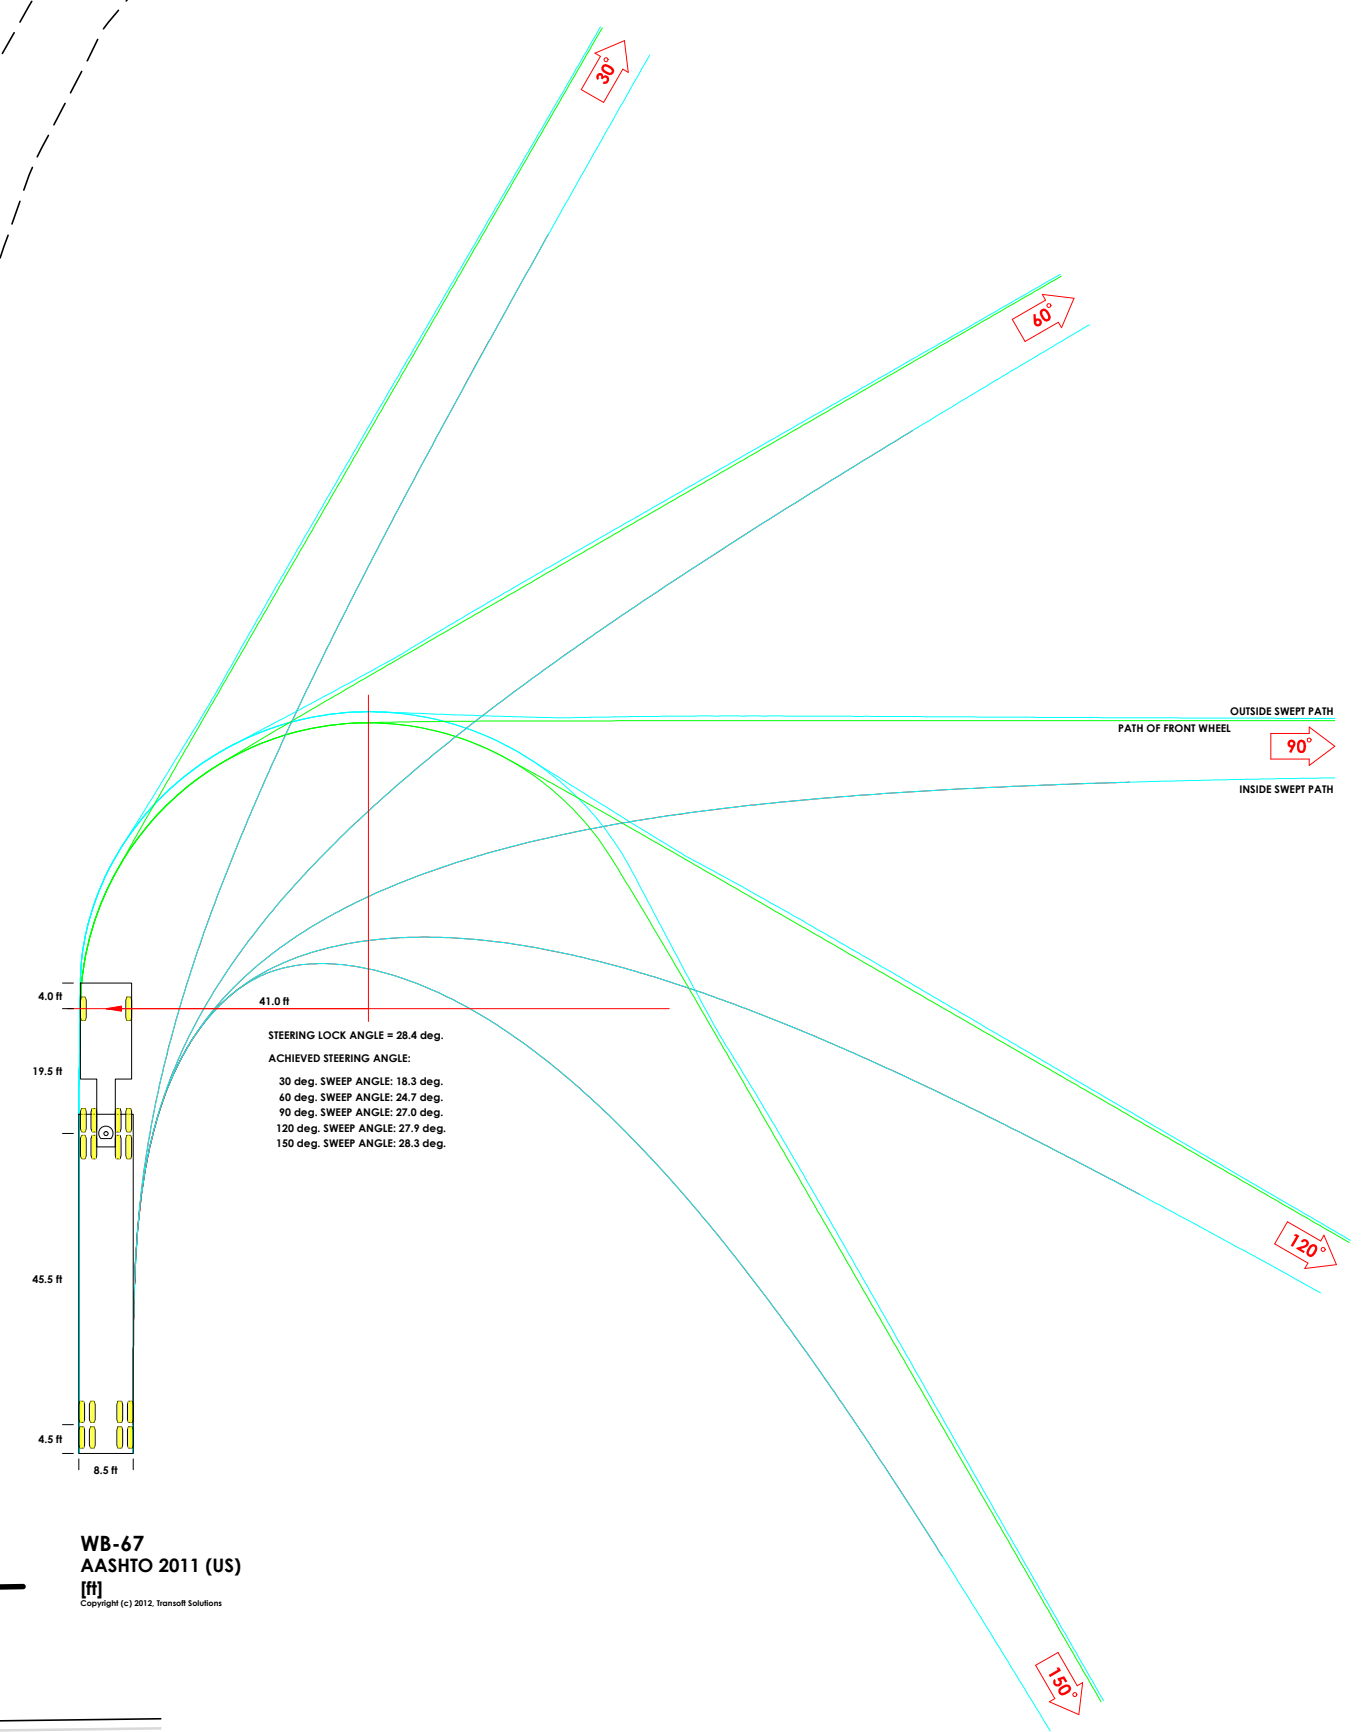 30°
60°
OUTSIDE SWEPT PATH
PATH OF FRONT WHEEL
90°
INSIDE SWEPT PATH
4.0 ft
41.0 ft
STEERING LOCK ANGLE = 28.4 deg.
ACHIEVED STEERING ANGLE:
19.5 ft
30 deg. SWEEP ANGLE: 18.3 deg.
60 deg. SWEEP ANGLE: 24.7 deg.
90 deg. SWEEP ANGLE: 27.0 deg.
120 deg. SWEEP ANGLE: 27.9 deg.
150 deg. SWEEP ANGLE: 28.3 deg.
120°
45.5 ft
4.5 ft
8.5 ft
WB-67
AASHTO 2011 (US)
[ft]
Copyright (c) 2012, Transoft Solutions
150°